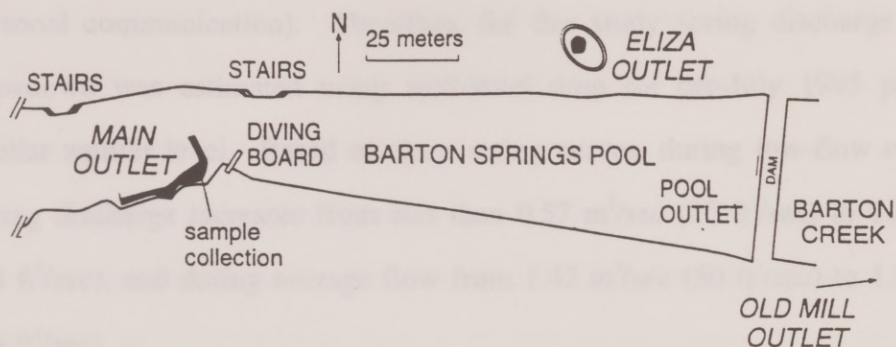 N
25 meters
ELIZA
OUTLET
STAIRS
STAIRS
MAIN
OUTLET
DIVING
BOARD
BARTON SPRINGS POOL
DAM
POOL
OUTLET
BARTON
CREEK
sample
collection
OLD MILL
OUTLET